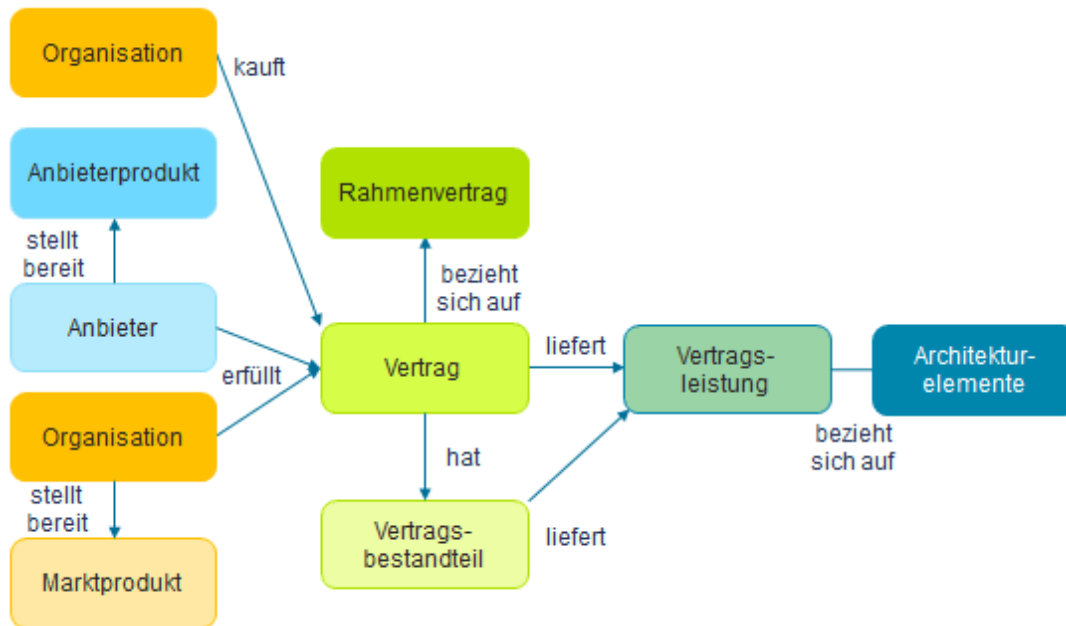 Organisation
kauft
Anbieterprodukt
Rahmenvertrag
stellt
bereit
bezieht
sich auf
Anbieter
erfüllt
Vertrag
liefert
Vertrags-
leistung
Architektur-
elemente
bezieht
sich auf
Organisation
hat
stellt
bereit
Vertrags-
bestandteil
liefert
Marktprodukt